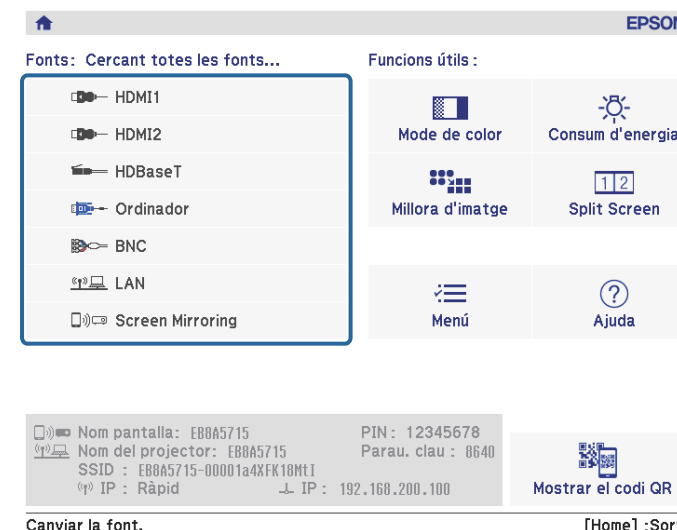 EPSON
Fonts: Cercant totes les fonts...
HDMI1
HDMI2
HDBaseT
Ordinador
BNC
LAN
Screen Mirroring
Funcions útils:
Mode de color
Consum d'energia
Millora d'imatge
1 2
Split Screen
Menú
Ajuda
Nom pantalla: EB8A5715
PIN: 12345678
Nom del projector: EB8A5715
Parau. clau : 8640
SSID : EB8A5715-00001a4XFK18MtI
IP : Ràpid
IP : 192.168.200.100
Mostrar el codi QR
Canviar la font.
[Home] :Sor